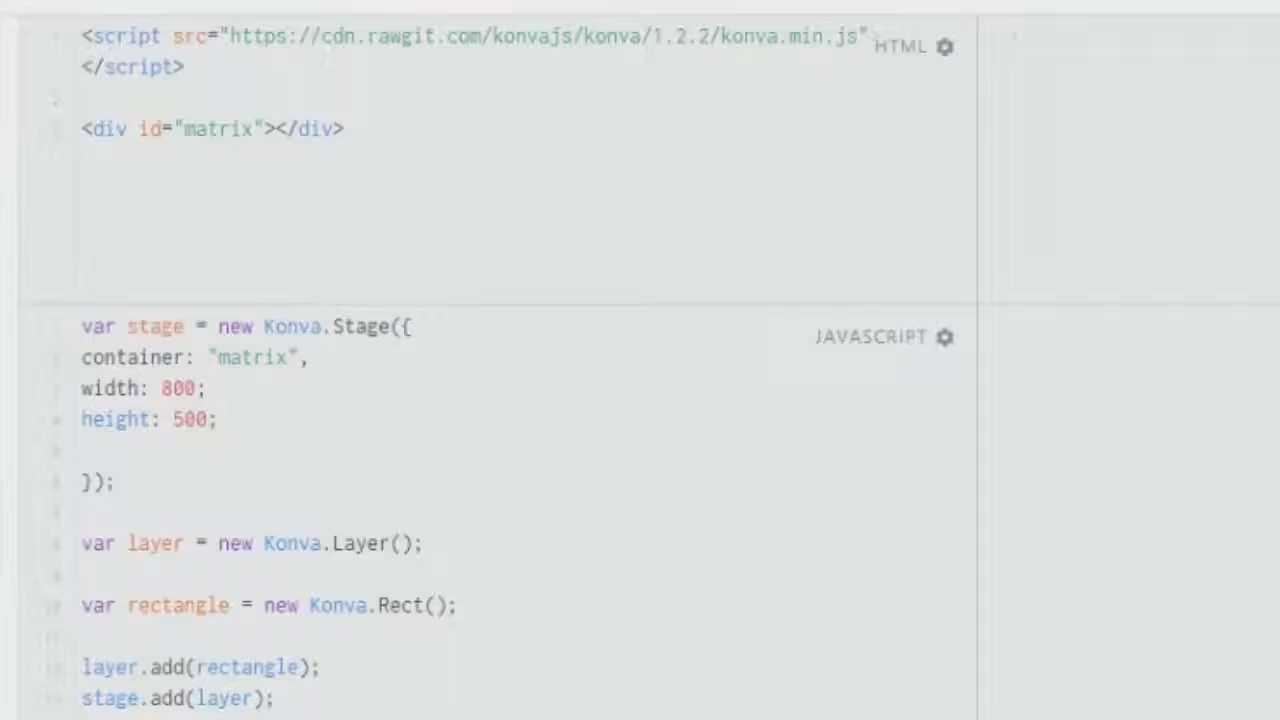 <script src="https://cdn.rawgit.com/konvajs/konva/1.2.2/konva.min.js"
HTML
</script>
<div id="matrix"></div>
var stage = new Konva.Stage({
JAVASCRIPT
container: "matrix",
width: 800;
height: 500;
});
var layer = new Konva.Layer();
var rectangle = new Konva.Rect();
layer.add(rectangle);
stage.add(layer);